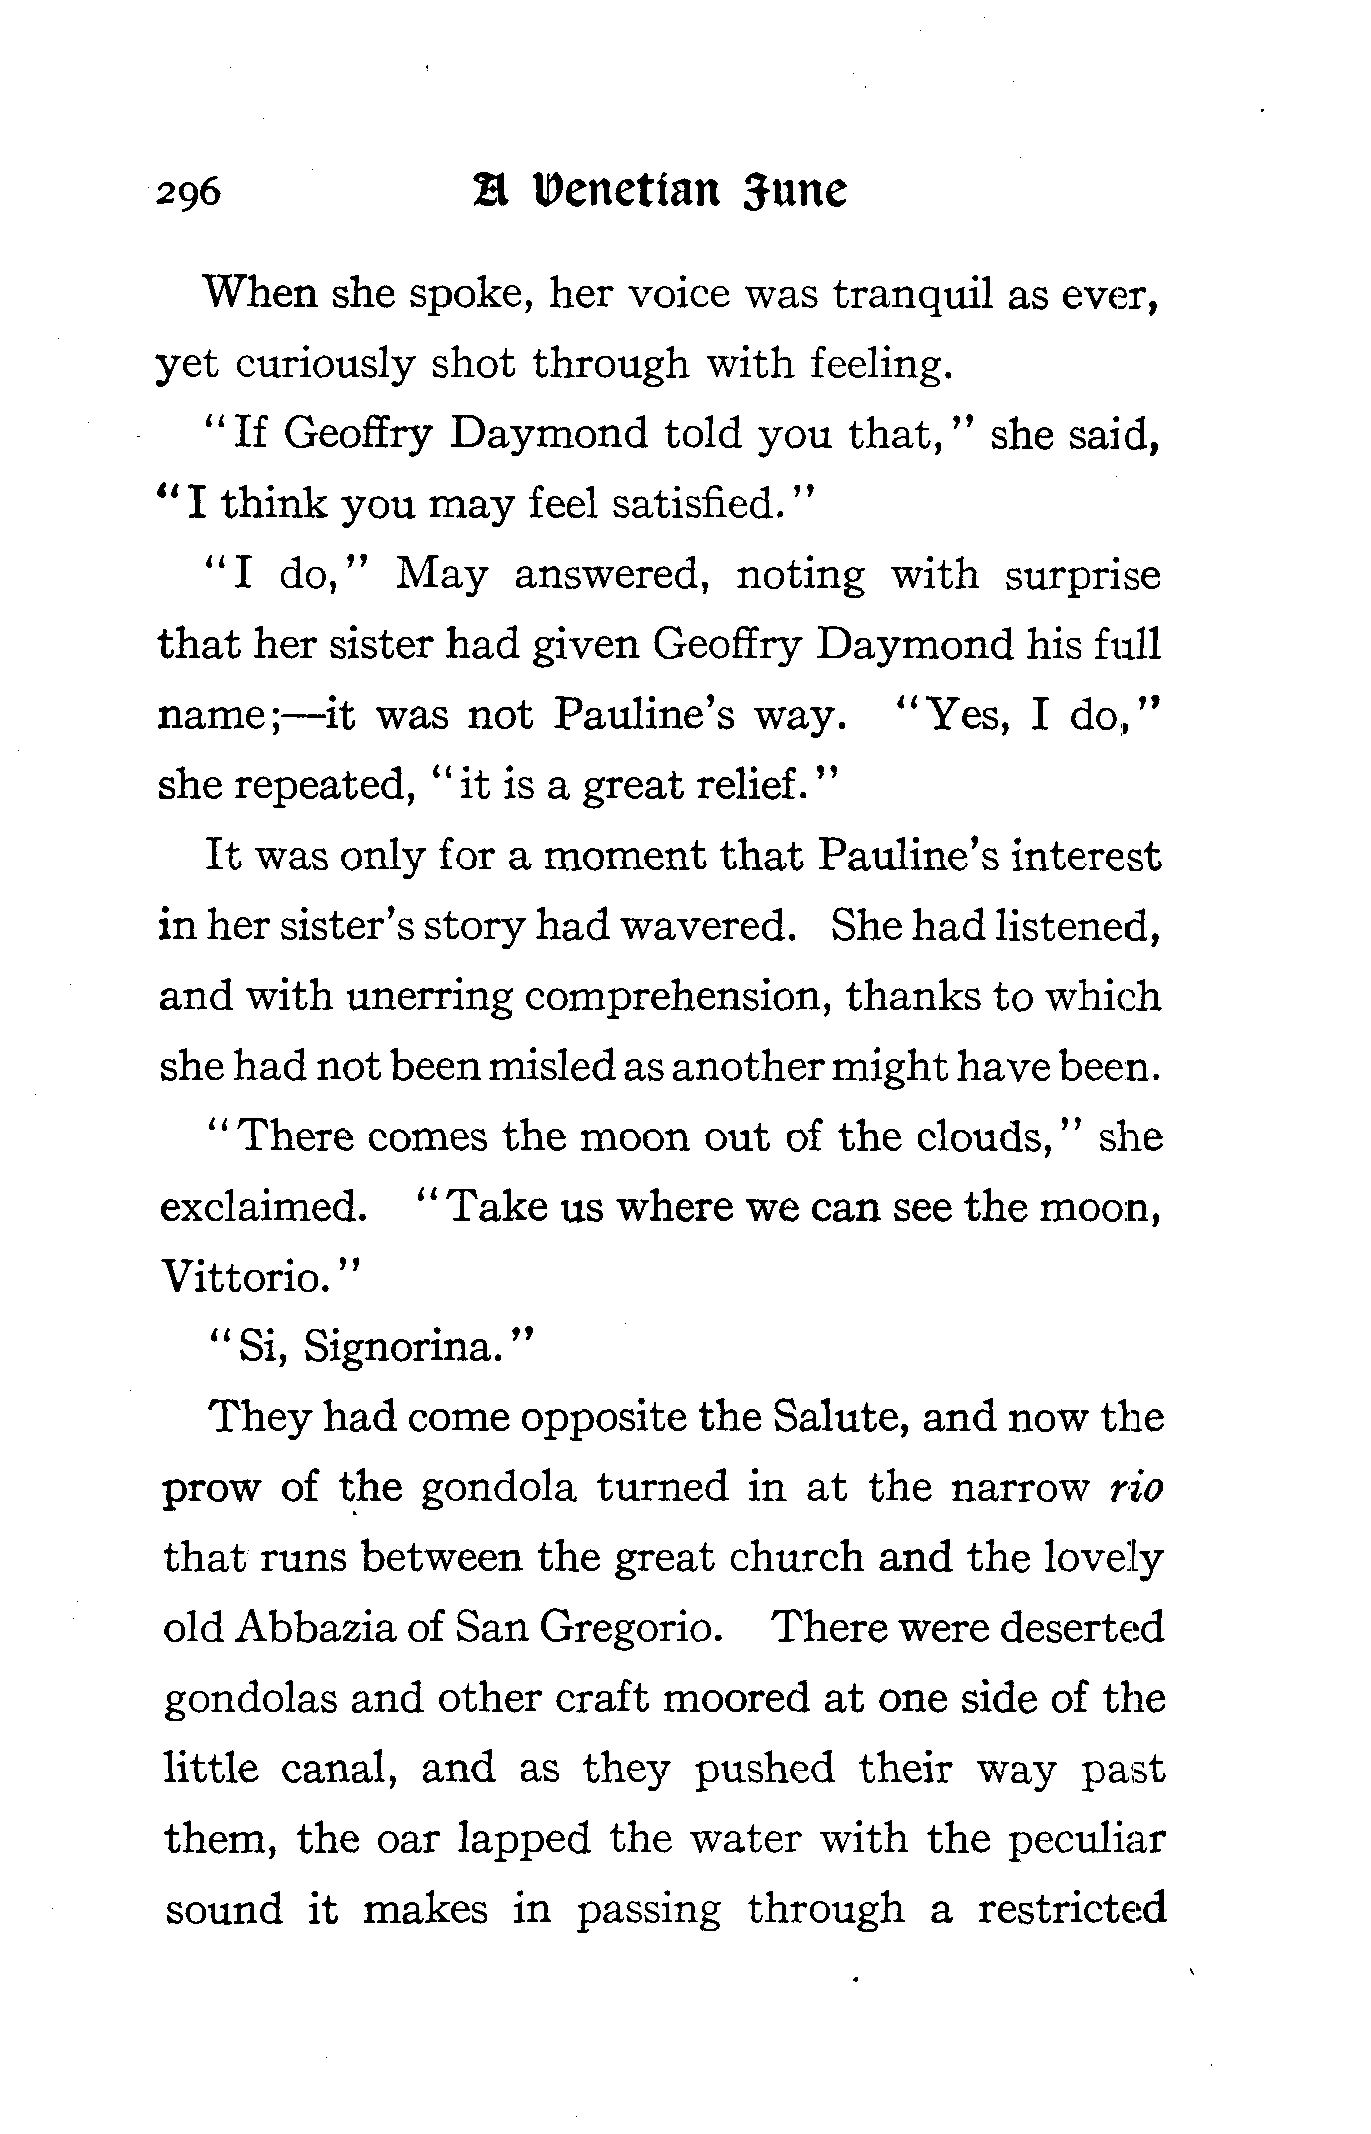 296 A Venetian June
When she spoke, her voice was tranquil as ever,
yet curiously shot through with feeling.
"If Geoffry Daymond told you that," she said,
"I think you may feel satisfied."
"I do," May answered, noting with surprise
that her sister had given Geoffry Daymond his full
name;—it was not Pauline's way. "Yes, I do,"
she repeated, "it is a great relief."
It was only for a moment that Pauline's interest
in her sister's story had wavered. She had listened,
and with unerring comprehension, thanks to which
she had not been misled as another might have been.
"There comes the moon out of the clouds," she
exclaimed. "Take us where we can see the moon,
Vittorio."
"Si, Signorina."
They had come opposite the Salute, and now the
prow of the gondola turned in at the narrow rio
that runs between the great church and the lovely
old Abbazia of San Gregorio. There were deserted
gondolas and other craft moored at one side of the
little canal, and as they pushed their way past
them, the oar lapped the water with the peculiar
sound it makes in passing through a restricted